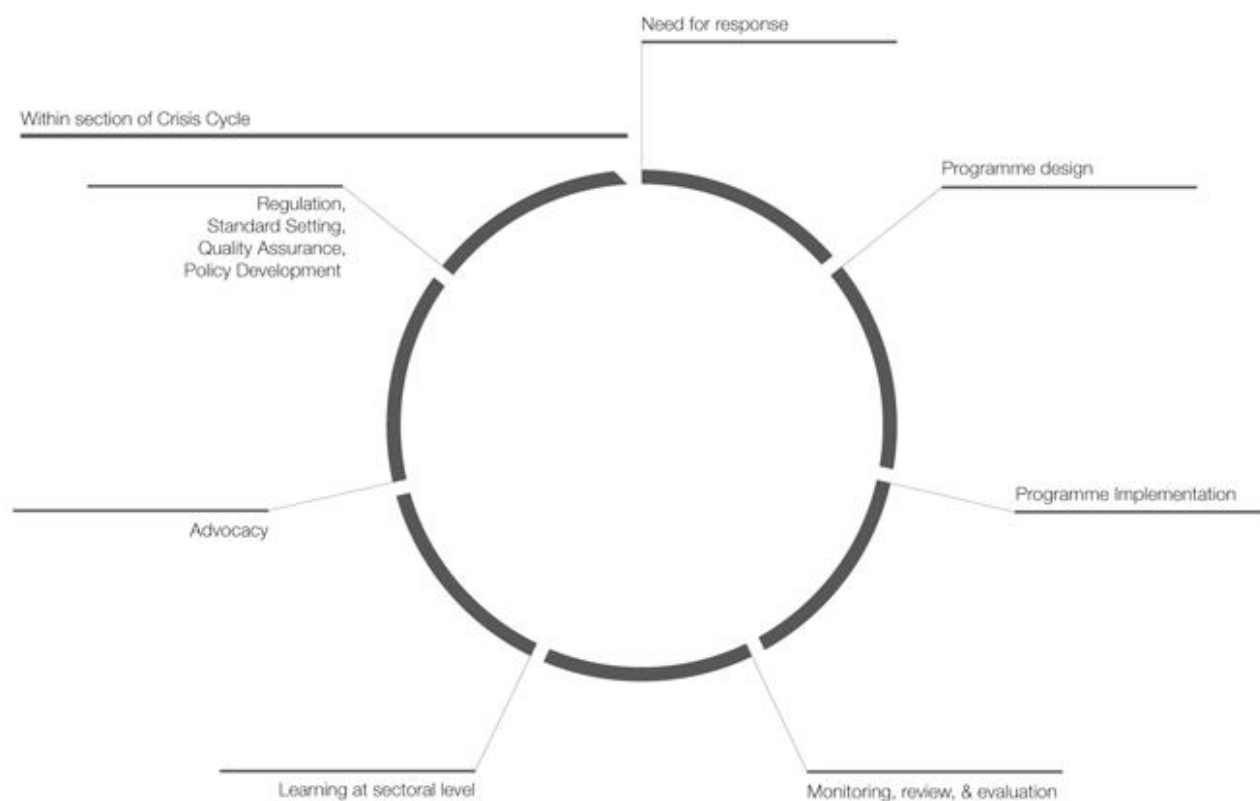 Need for response
Within section of Crisis Cycle
Programme design
Regulation,
Standard Setting,
Quality Assurance,
Policy Development
Programme Implementation
Advocacy
Learning at sectoral level
Monitoring, review, & evaluation